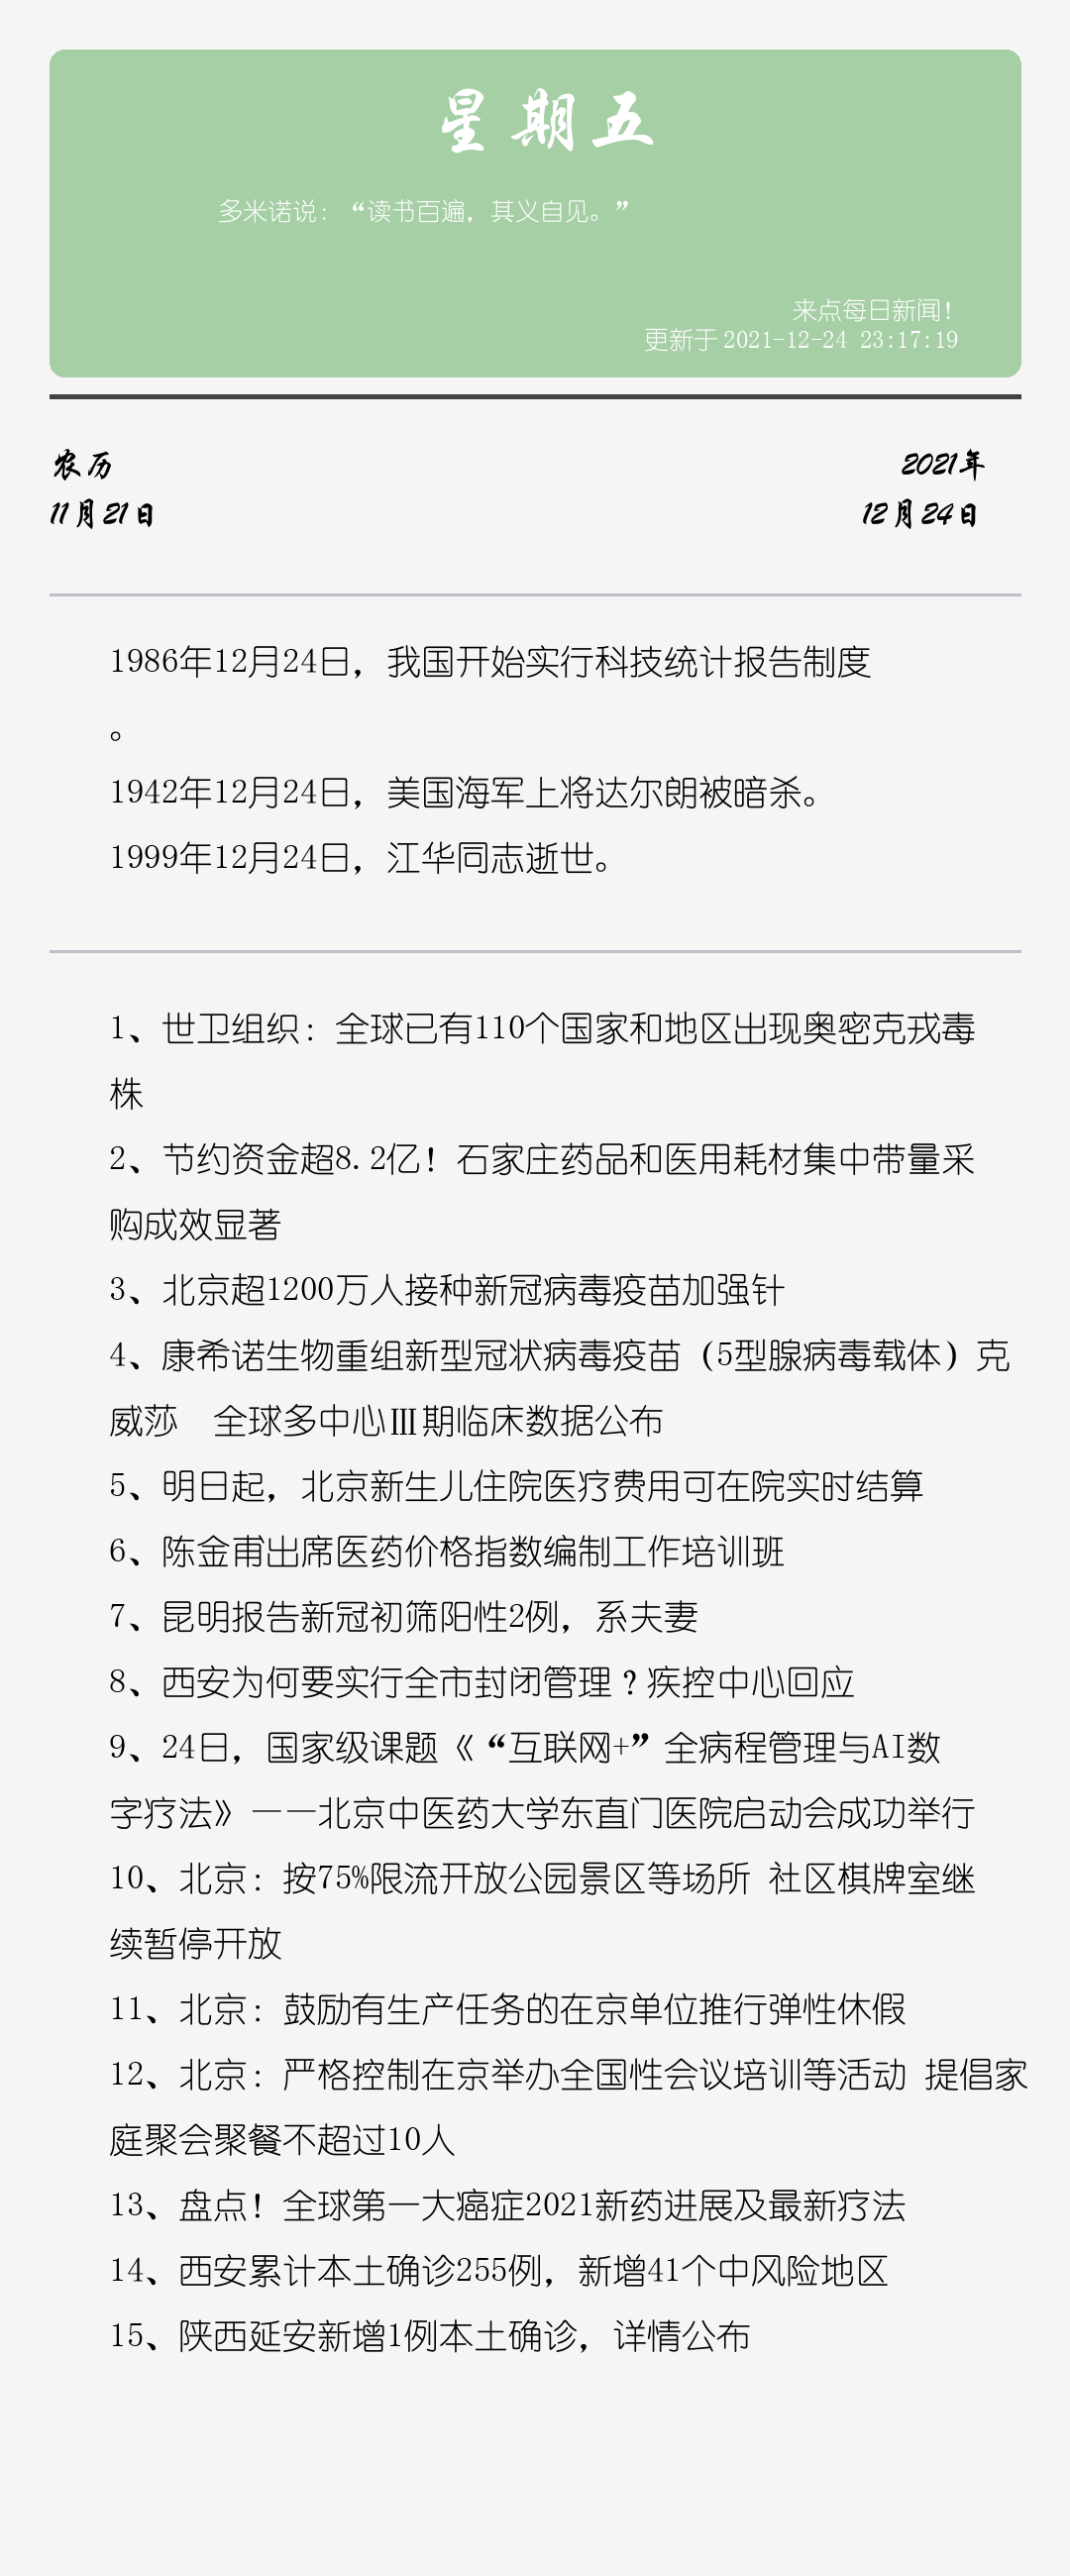 星期五
多米诺说：“读书百遍，其义自见。”
来点每日新闻！
更新于 2021-12-24 23:17:19
农历
2021年
11月21日
12月24日
1986年12月24日，我国开始实行科技统计报告制度
。
1942年12月24日，美国海军上将达尔朗被暗杀。
1999年12月24日，江华同志逝世。
1、世卫组织：全球已有110个国家和地区出现奥密克戎毒
株
2、节约资金超8.2亿！石家庄药品和医用耗材集中带量采
购成效显著
3、北京超1200万人接种新冠病毒疫苗加强针
4、康希诺生物重组新型冠状病毒疫苗（5型腺病毒载体）克
威莎　全球多中心Ⅲ期临床数据公布
5、明日起，北京新生儿住院医疗费用可在院实时结算
6、陈金甫出席医药价格指数编制工作培训班
7、昆明报告新冠初筛阳性2例，系夫妻
8、西安为何要实行全市封闭管理？疾控中心回应
9、24日，国家级课题《“互联网+”全病程管理与AI数
字疗法》——北京中医药大学东直门医院启动会成功举行
10、北京：按75%限流开放公园景区等场所 社区棋牌室继
续暂停开放
11、北京：鼓励有生产任务的在京单位推行弹性休假
12、北京：严格控制在京举办全国性会议培训等活动 提倡家
庭聚会聚餐不超过10人
13、盘点！全球第一大癌症2021新药进展及最新疗法
14、西安累计本土确诊255例，新增41个中风险地区
15、陕西延安新增1例本土确诊，详情公布